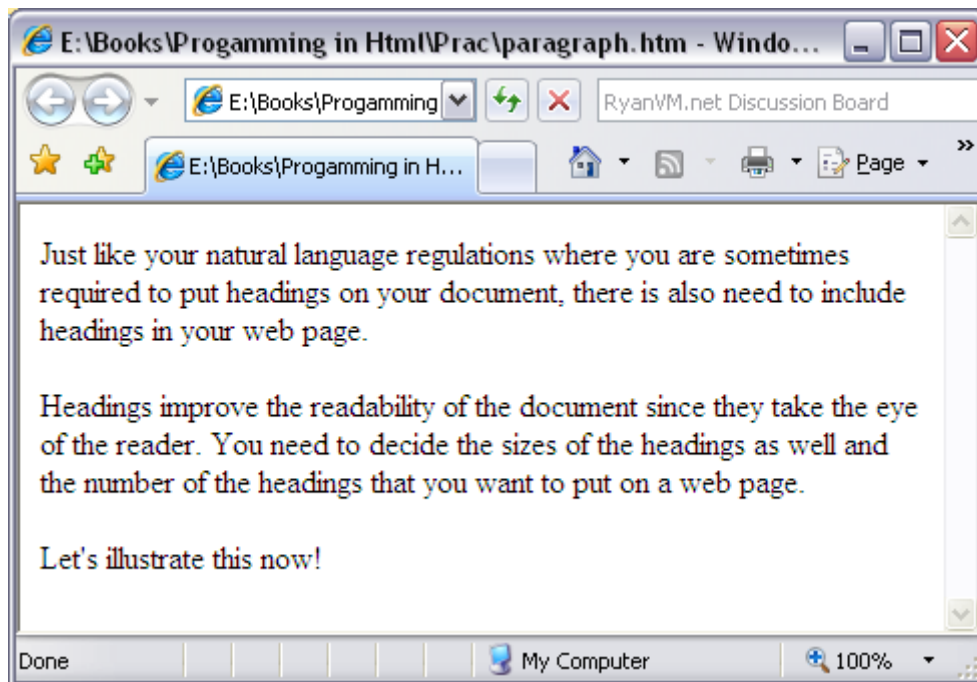 E:\Books\Progamming in Html\Prac\paragraph.htm - Windo...
E:\Books\Progamming
RyanVM.net Discussion Board
E:\Books\Progamming in H...
Page
»
Just like your natural language regulations where you are sometimes
required to put headings on your document, there is also need to include
headings in your web page.
Headings improve the readability of the document since they take the eye
of the reader. You need to decide the sizes of the headings as well and
the number of the headings that you want to put on a web page.
Let's illustrate this now!
Done
My Computer
100%